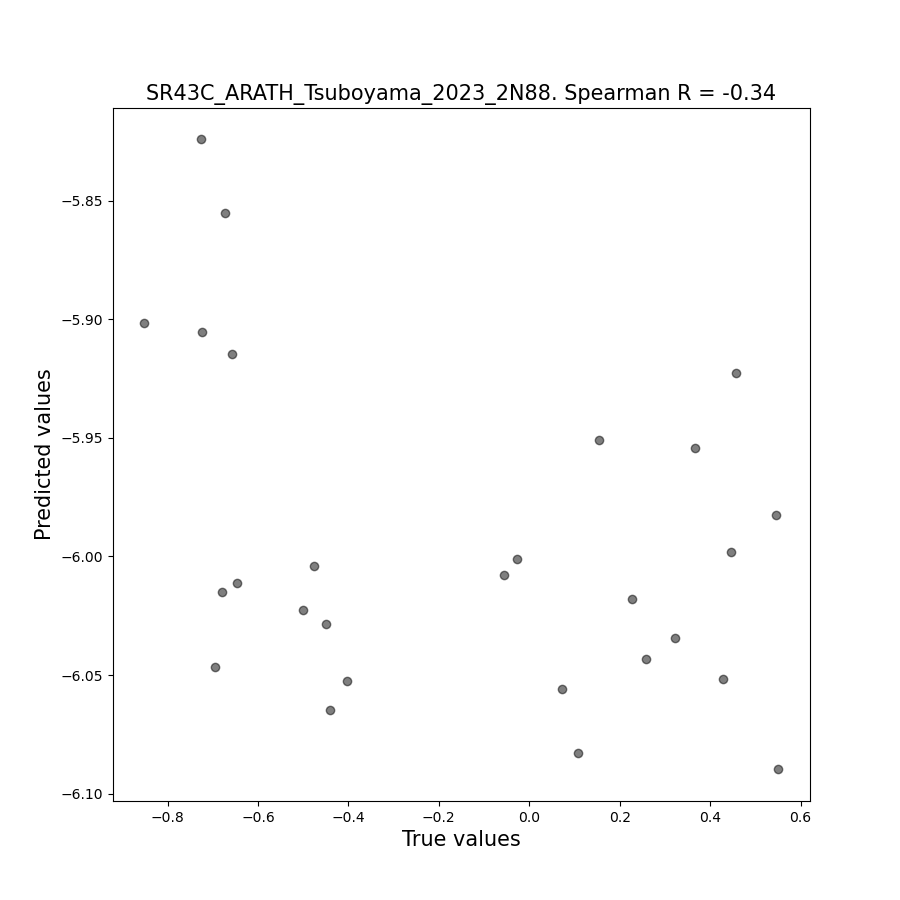 SR43C_ARATH_Tsuboyama_2023_2N88. Spearman R = -0.34
Predicted values
−5.85
−5.90
−5.95
−6.00
−6.05
−6.10
−0.8 −0.6 −0.4 −0.2 0.0 0.2 0.4 0.6
True values